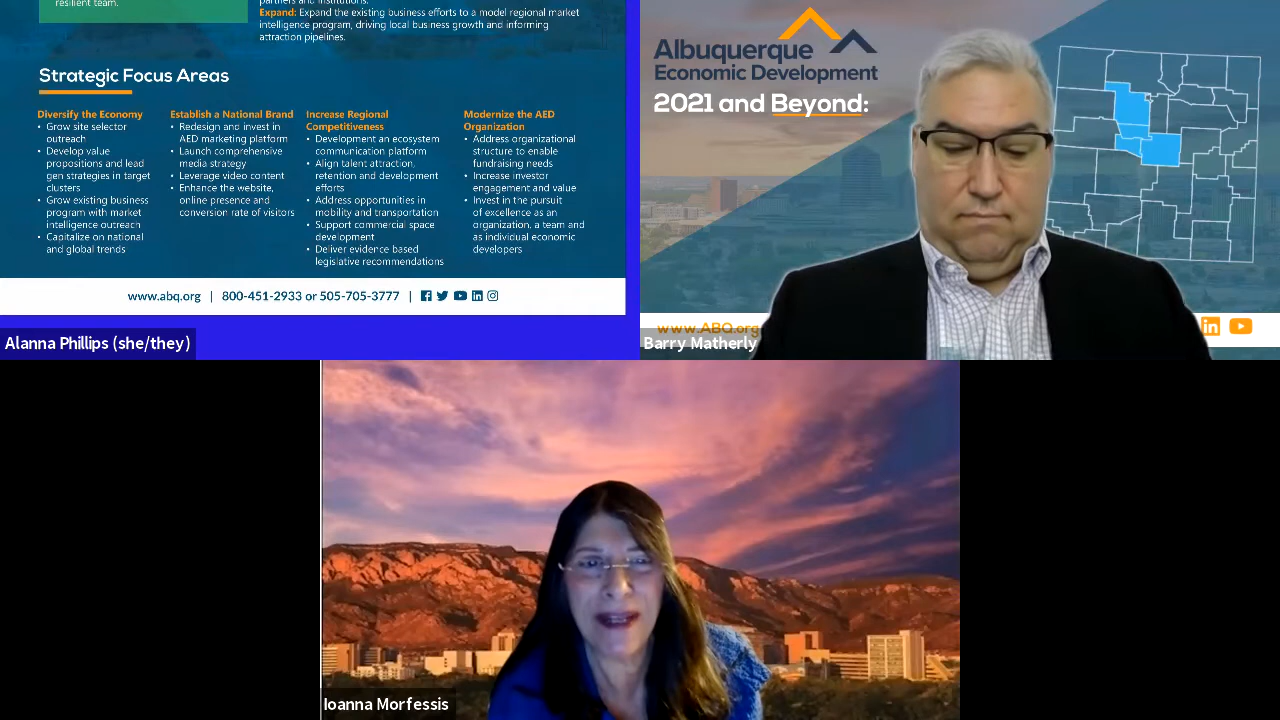 resilient team.
partners and institutions.
Expand: Expand the existing business efforts to a model regional market
intelligence program, driving local business growth and informing
attraction pipelines.
Strategic Focus Areas
Diversify the Economy
• Grow site selector
outreach
• Develop value
propositions and lead
gen strategies in target
clusters
• Grow existing business
program with market
intelligence outreach
• Capitalize on national
and global trends
Establish a National Brand
• Redesign and invest in
AED marketing platform
• Launch comprehensive
media strategy
• Leverage video content
• Enhance the website,
online presence and
conversion rate of visitors
Increase Regional
Competitiveness
• Development an ecosystem
communication platform
• Align talent attraction,
retention and development
efforts
• Address opportunities in
mobility and transportation
• Support commercial space
development
• Deliver evidence based
legislative recommendations
Modernize the AED
Organization
• Address organizational
structure to enable
fundraising needs
• Increase investor
engagement and value
• Invest in the pursuit
of excellence as an
organization, a team and
as individual economic
developers
www.abq.org | 800-451-2933 or 505-705-3777 |
Alanna Phillips (she/they)
Albuquerque
Economic Development
2021 and Beyond:
www.ABQ.org
in
Barry Matherly
Ioanna Morfessis